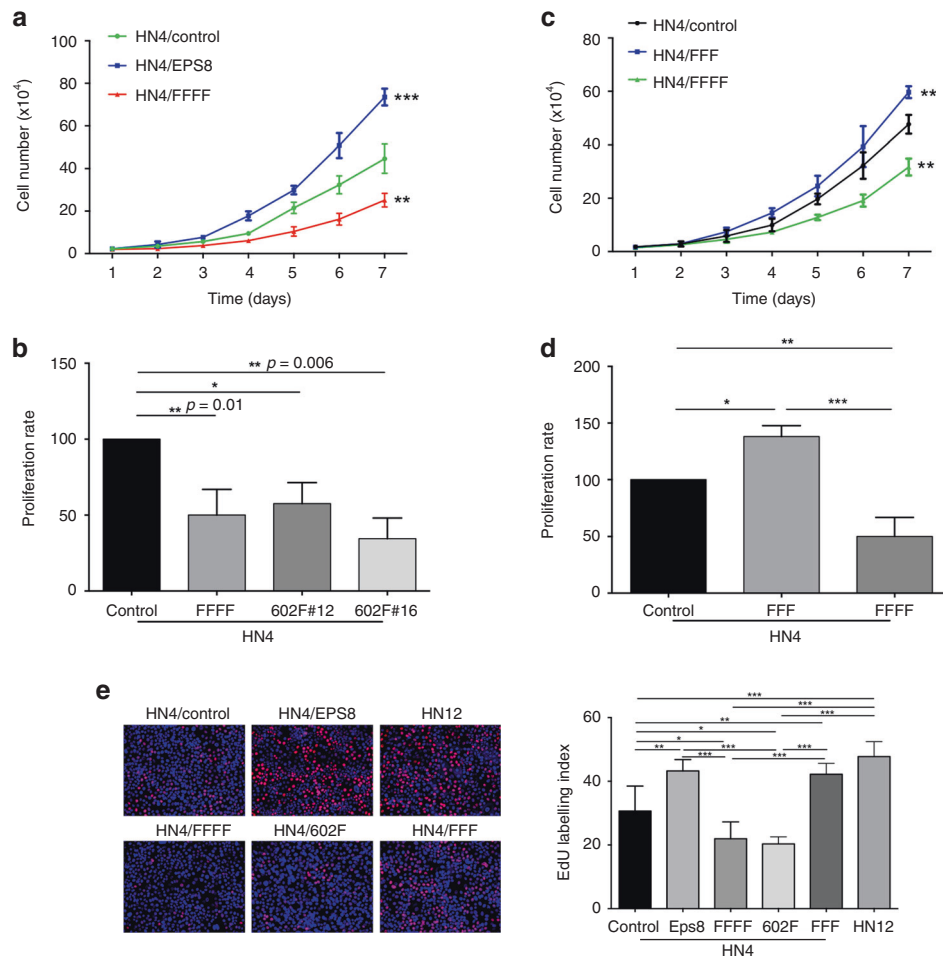 a
HN4/control
HN4/EPS8
HN4/FFFF
Cell number (x10⁴)
100
80
60
40
20
0
***
**
1 2 3 4 5 6 7
Time (days)
c
HN4/control
HN4/FFF
HN4/FFFF
Cell number (x10⁴)
80
60
40
20
0
**
**
1 2 3 4 5 6 7
Time (days)
b
Proliferation rate
150
100
50
0
** p = 0.006
*
** p = 0.01
Control FFFF 602F#12 602F#16
HN4
d
Proliferation rate
200
150
100
50
0
**
* ***
Control FFF FFFF
HN4
e
HN4/control HN4/EPS8 HN12
HN4/FFFF HN4/602F HN4/FFF
EdU labelling index
60
40
20
0
***
***
***
**
*
*
** *** ***
*** ***
Control Eps8 FFFF 602F FFF HN12
HN4